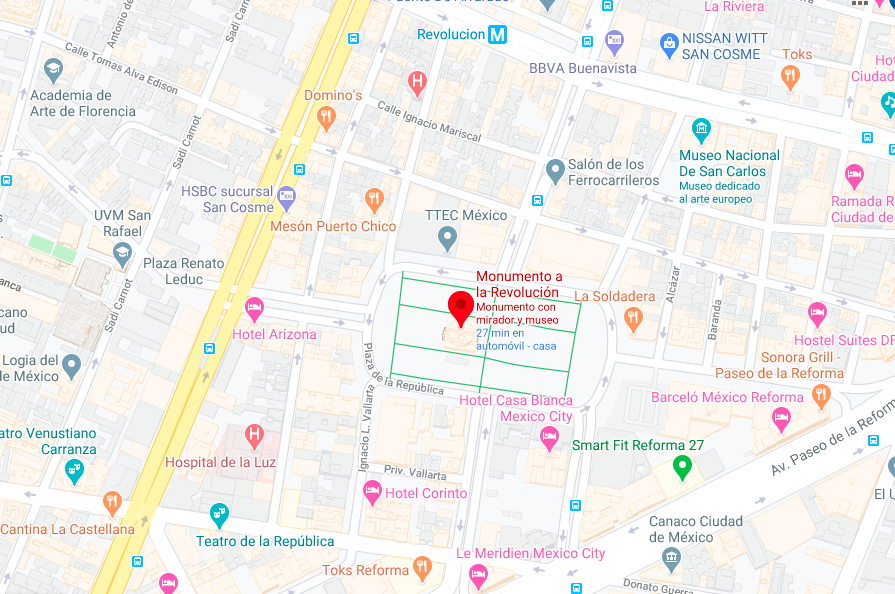 La Riviera
Revolucion M
NISSAN WITT
SAN COSME
BBVA Buenavista
Toks
Calle Tomas Alva Edison
Antonio de
Sadi Carnot
Academia de
Arte de Florencia
Domino's
H
Calle Ignacio Mariscal
Sadi Carnot
Museo Nacional
De San Carlos
Museo dedicado
al arte europeo
Salón de los
Ferrocarrileros
HSBC sucursal
San Cosme
Ramada
Ciudad de
UVM San
Rafael
Mesón Puerto Chico
TTEC México
Plaza Renato
Leduc
Monumento a
la Revolución
Monumento con
mirador y museo
27 min en
automóvil - casa
La Soldadera
Alcázar
Baranda
Sadi Carnot
Hotel Arizona
Hostel Suites DF
Logia del
de México
Sonora Grill -
Paseo de la Reforma
Plaza de la República
Hotel Casa Blanca
Mexico City
Barceló México Reforma
Ignacio L. Vallarta
Venustiano
Carranza
H
Hospital de la Luz
Smart Fit Reforma 27
Av. Paseo de la
Priv. Vallarta
Hotel Corinto
Cantina La Castellana
Teatro de la República
Canaco Ciudad
de México
Le Meridien Mexico City
Toks Reforma
Donato Guerra